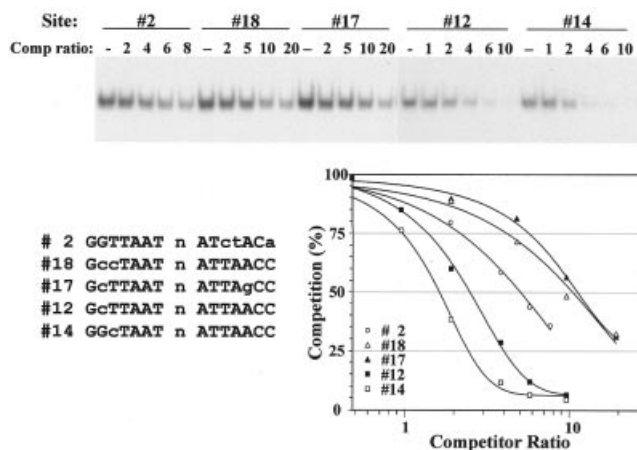 Site: #2 #18 #17 #12 #14
Comp ratio: – 2 4 6 8 – 2 5 10 20 – 2 5 10 20 – 1 2 4 6 10 - 1 2 4 6 10
# 2 GGTTAAT n ATctACa
#18 GccTAAT n ATTAACC
#17 GcTTAAT n ATTAgCC
#12 GcTTAAT n ATTAACC
#14 GGcTAAT n ATTAACC
Competition (%)
100
75
50
25
0
# 2
#18
#17
#12
#14
1 10
Competitor Ratio